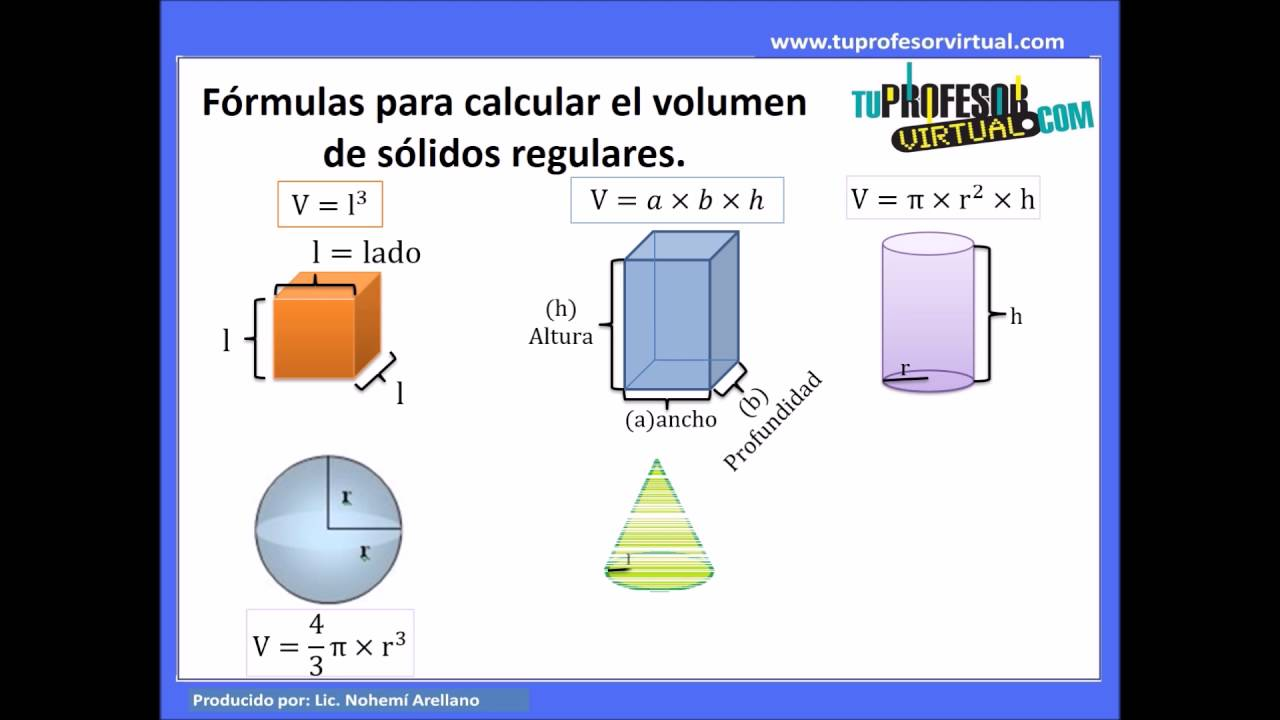 www.tuprofesorvirtual.com
TUPROFESOR
VIRTUAL.COM
Fórmulas para calcular el volumen
de sólidos regulares.
V = l³
l = lado
l
l
V = a × b × h
(h)
Altura
(a)ancho
(b)
Profundidad
V = π × r² × h
h
r
r
r
V = 4/3 π × r³
Producido por: Lic. Nohemí Arellano